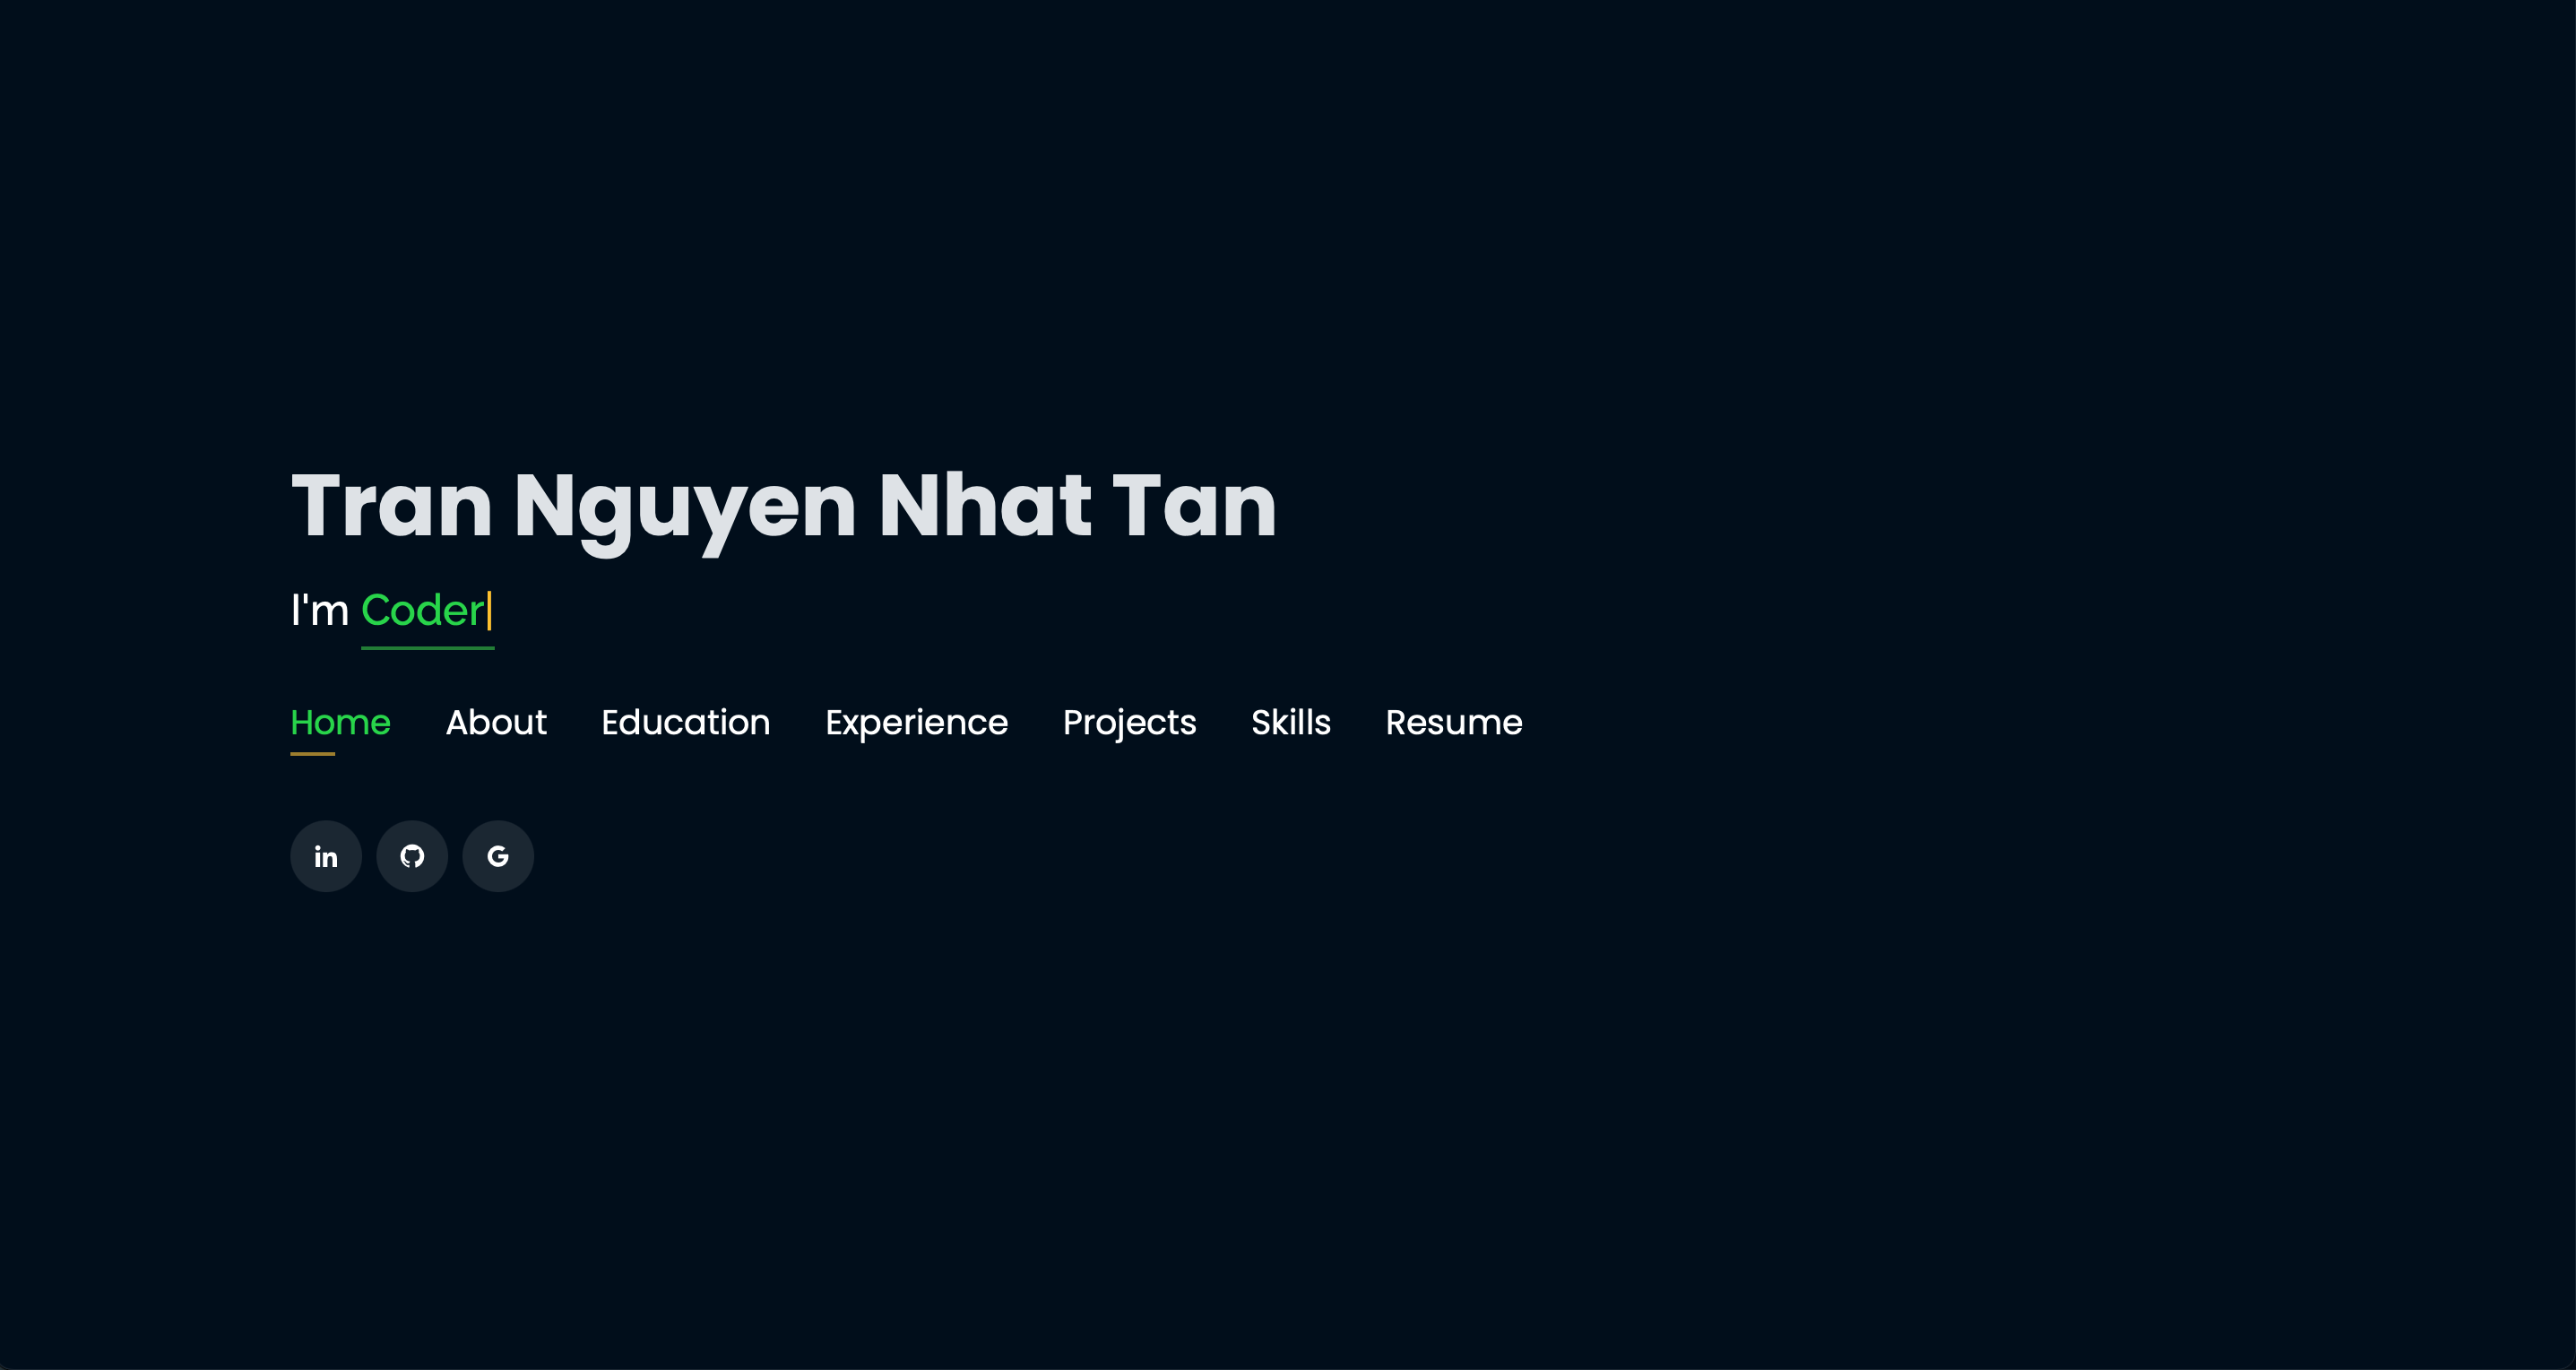 Tran Nguyen Nhat Tan
I'm Coder
Home About Education Experience Projects Skills Resume
in G